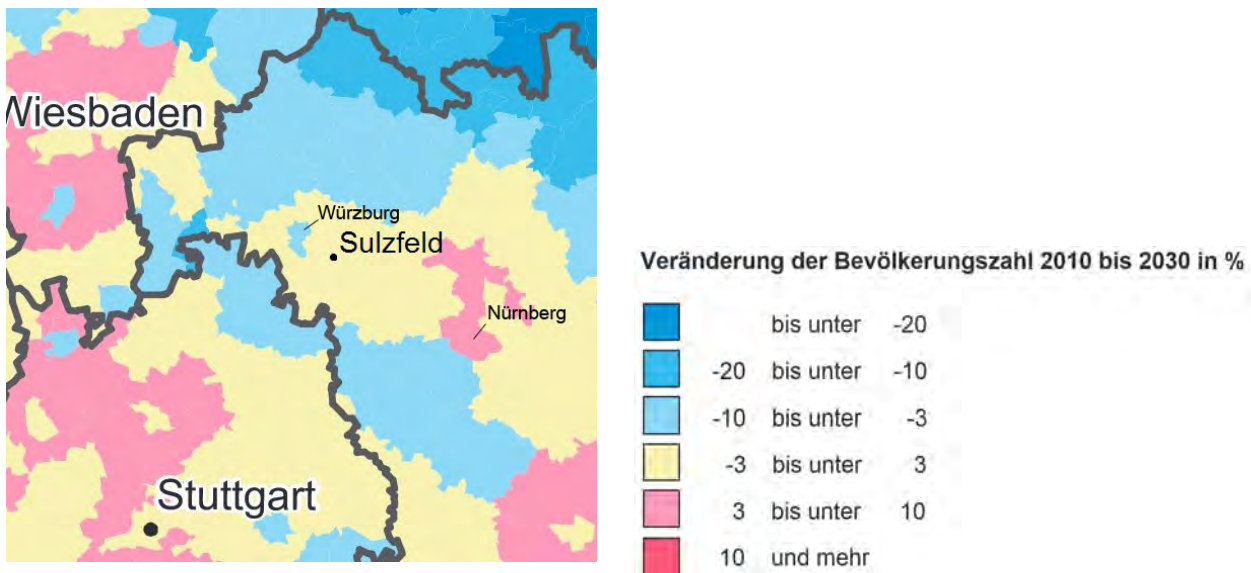 Wiesbaden
Würzburg
Sulzfeld
Nürnberg
Stuttgart
Veränderung der Bevölkerungszahl 2010 bis 2030 in %
bis unter -20
-20 bis unter -10
-10 bis unter -3
-3 bis unter 3
3 bis unter 10
10 und mehr